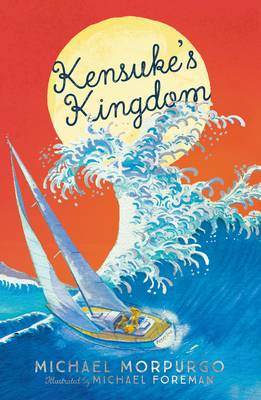 Kensuke's
Kingdom
MICHAEL MORPURGO
Illustrated by MICHAEL FOREMAN